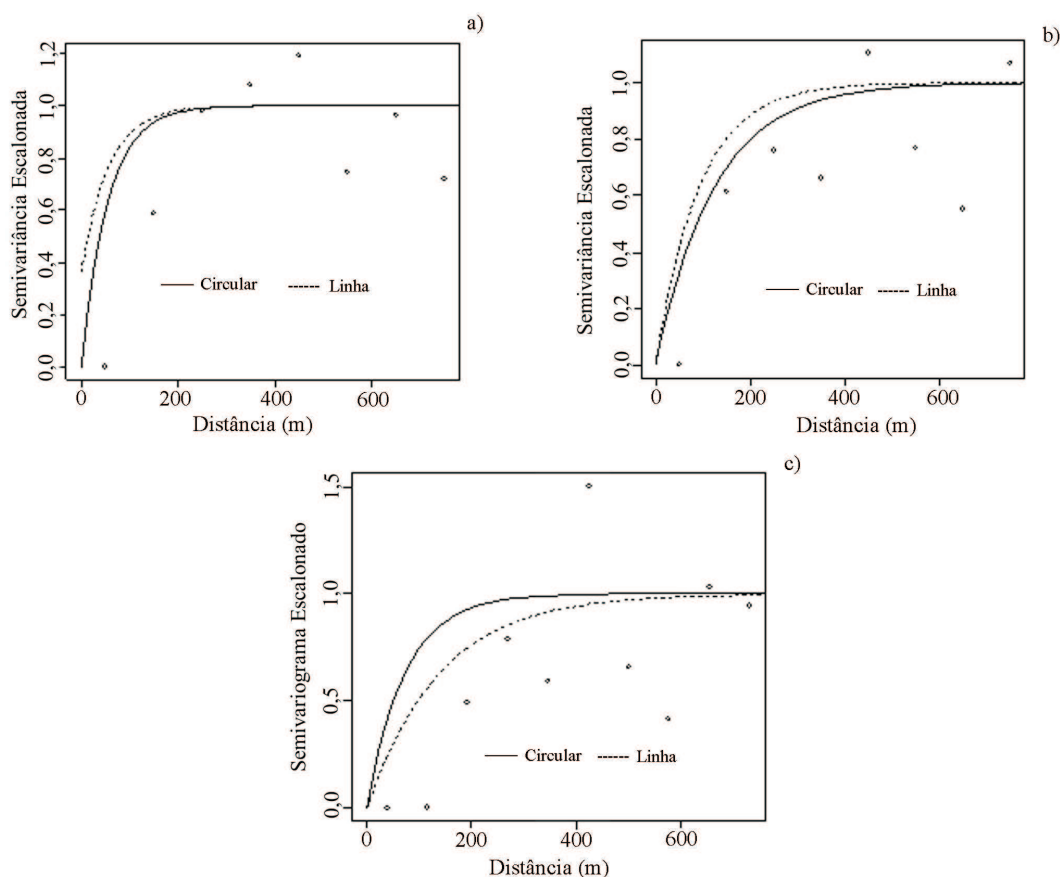 a)
Semivariância Escalonada
1,2
1,0
0,8
0,6
0,4
0,2
0,0
Circular
Linha
0
200
400
600
Distância (m)
b)
Semivariância Escalonada
1,0
0,8
0,6
0,4
0,2
0,0
Circular
Linha
0
200
400
600
Distância (m)
c)
Semivariograma Escalonado
1,5
1,0
0,5
0,0
Circular
Linha
0
200
400
600
Distância (m)